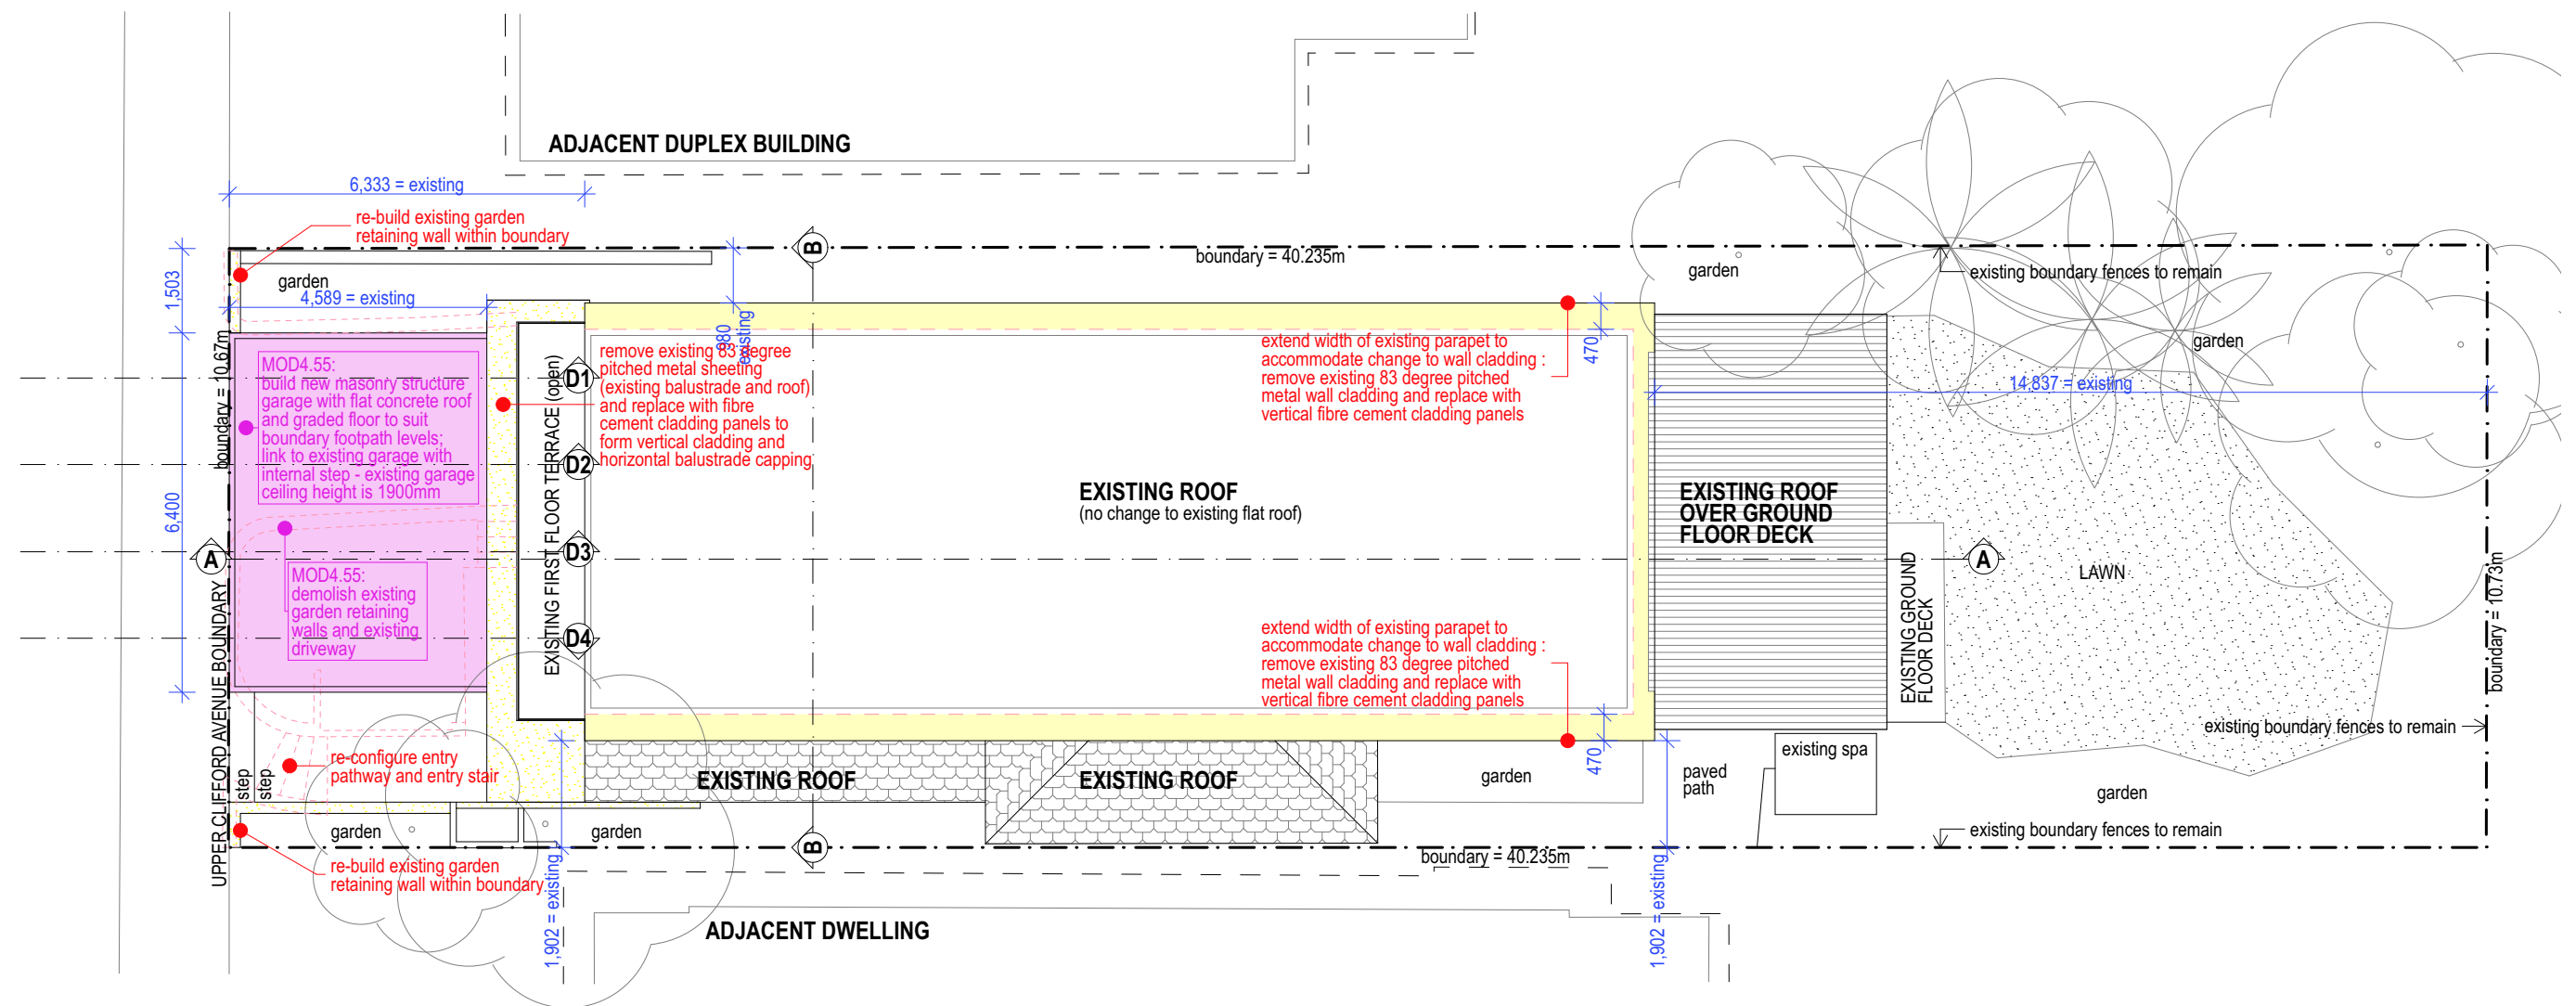 ADJACENT DUPLEX BUILDING
6,333 = existing
re-build existing garden
retaining wall within boundary
B
boundary = 40.235m
garden
existing boundary fences to remain
1,503
garden
4,589 = existing
980
existing
boundary = 10.67m
MOD4.55:
build new masonry structure
garage with flat concrete roof
and graded floor to suit
boundary footpath levels;
link to existing garage with
internal step - existing garage
ceiling height is 1900mm
remove existing 83 degree
pitched metal sheeting
(existing balustrade and roof)
and replace with fibre
cement cladding panels to
form vertical cladding and
horizontal balustrade capping
D1
D2
D3
D4
EXISTING FIRST FLOOR TERRACE (open)
extend width of existing parapet to
accommodate change to wall cladding :
remove existing 83 degree pitched
metal wall cladding and replace with
vertical fibre cement cladding panels
470
garden
14,837 = existing
6,400
EXISTING ROOF
(no change to existing flat roof)
EXISTING ROOF
OVER GROUND
FLOOR DECK
A
A
MOD4.55:
demolish existing
garden retaining
walls and existing
driveway
UPPER CLIFFORD AVENUE BOUNDARY
EXISTING GROUND
FLOOR DECK
LAWN
boundary = 10.73m
extend width of existing parapet to
accommodate change to wall cladding :
remove existing 83 degree pitched
metal wall cladding and replace with
vertical fibre cement cladding panels
470
existing boundary fences to remain
step
step
re-configure entry
pathway and entry stair
EXISTING ROOF
EXISTING ROOF
garden
paved
path
existing spa
garden
garden
garden
existing boundary fences to remain
re-build existing garden
retaining wall within boundary
B
boundary = 40.235m
1,902 = existing
1,902 = existing
ADJACENT DWELLING